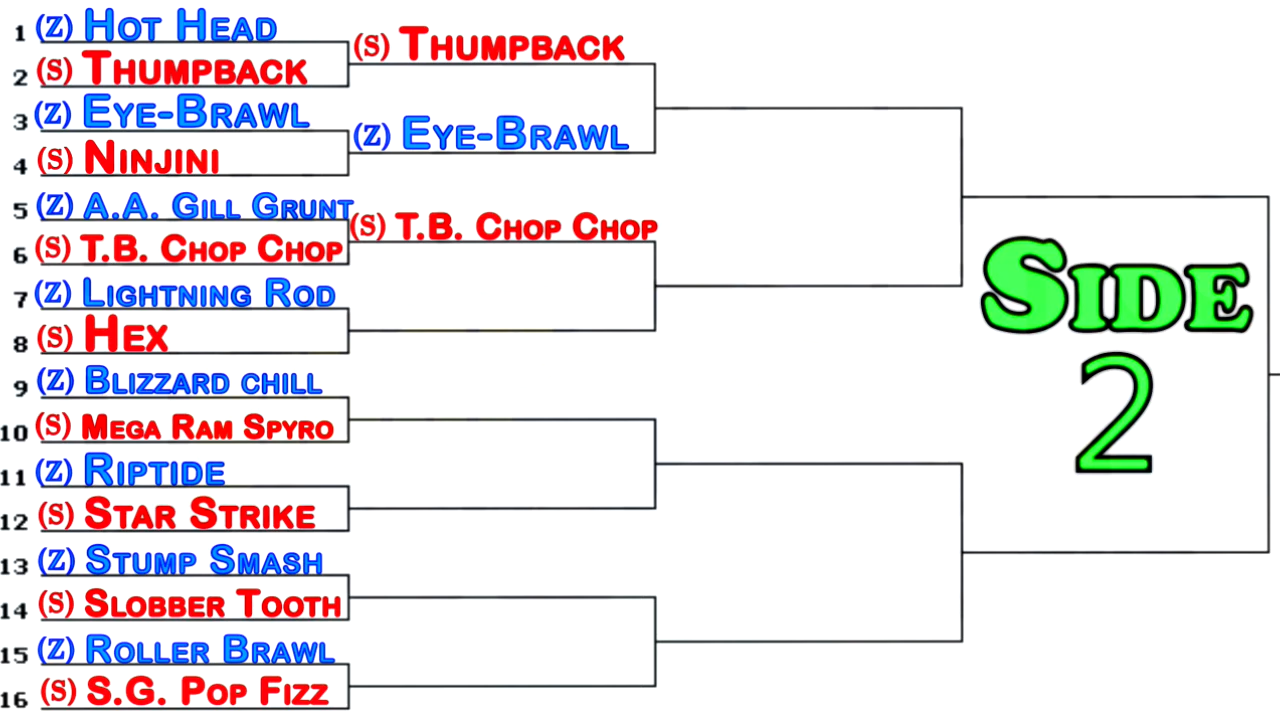 1 (Z) HOT HEAD
2 (S) THUMPBACK
3 (Z) EYE-BRAWL
4 (S) NINJINI
5 (Z) A.A. GILL GRUNT
6 (S) T.B. CHOP CHOP
7 (Z) LIGHTNING ROD
8 (S) HEX
9 (Z) BLIZZARD CHILL
10 (S) MEGA RAM SPYRO
11 (Z) RIPTIDE
12 (S) STAR STRIKE
13 (Z) STUMP SMASH
14 (S) SLOBBER TOOTH
15 (Z) ROLLER BRAWL
16 (S) S.G. POP FIZZ
(S) THUMPBACK
(Z) EYE-BRAWL
(S) T.B. CHOP CHOP
SIDE
2